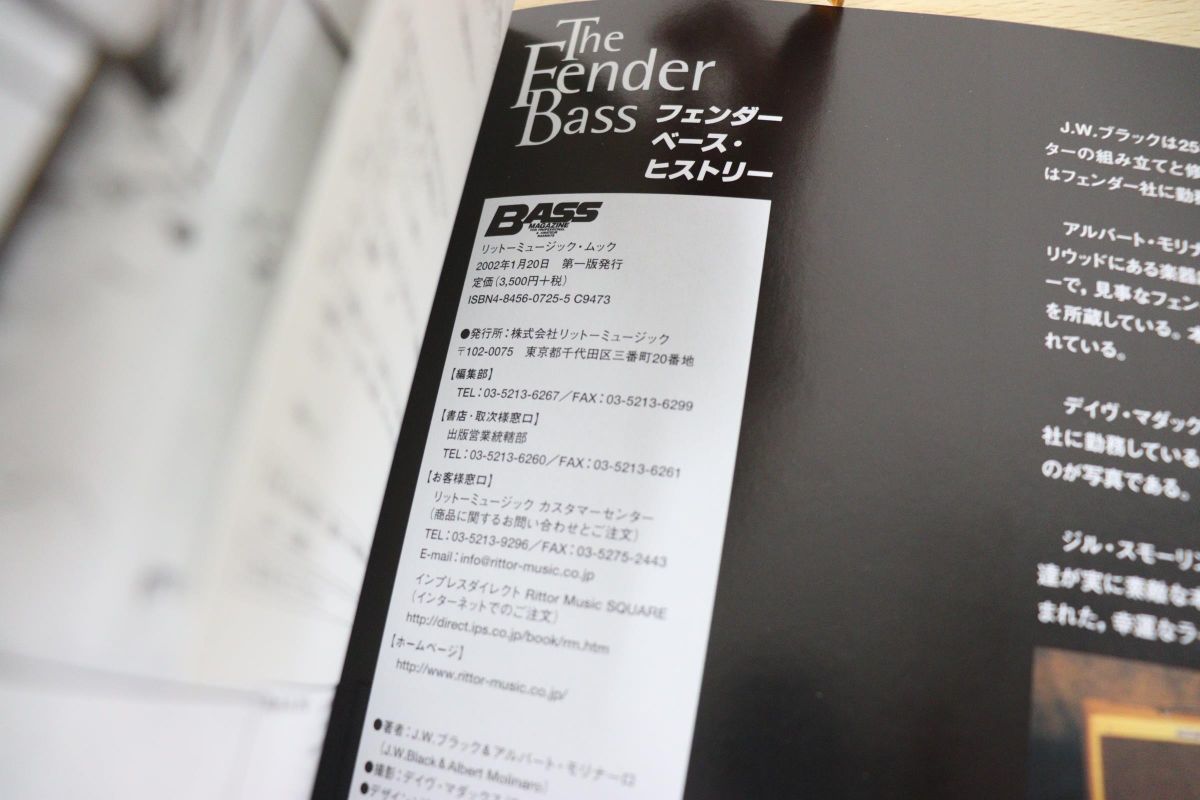 The
Fender
Bass
フェンダー
ベース・
ヒストリー
BASS
MAGAZINE
リットーミュージック・ムック
2002年1月20日　第一版発行
定価（3,500円+税）
ISBN4-8456-0725-5 C9473
●発行所：株式会社リットーミュージック
〒102-0075　東京都千代田区三番町20番地
【編集部】
TEL：03-5213-6267／FAX：03-5213-6299
【書店・取次様窓口】
出版営業統轄部
TEL：03-5213-6260／FAX：03-5213-6261
【お客様窓口】
リットーミュージック カスタマーセンター
（商品に関するお問い合わせとご注文）
TEL：03-5213-9296／FAX：03-5275-2443
E-mail：info@rittor-music.co.jp
インプレスダイレクト Rittor Music SQUARE
（インターネットでのご注文）
http://direct.ips.co.jp/book/rm.htm
【ホームページ】
http://www.rittor-music.co.jp/
●著者：J.W.ブラック&アルバート・モリナーロ
（J.W.Black & Albert Molinaro）
●撮影：デイヴ・マダックス
●デザイン
J.W.ブラックは25
ターの組み立てと修
はフェンダー社に勤
アルバート・モリナ
リウッドにある楽器
ーで，見事なフェン
を所蔵している。本
れている。
デイヴ・マダック
社に勤務している
のが写真である。
ジル・スモーリン
達が実に素敵なネ
まれた，幸運なラ